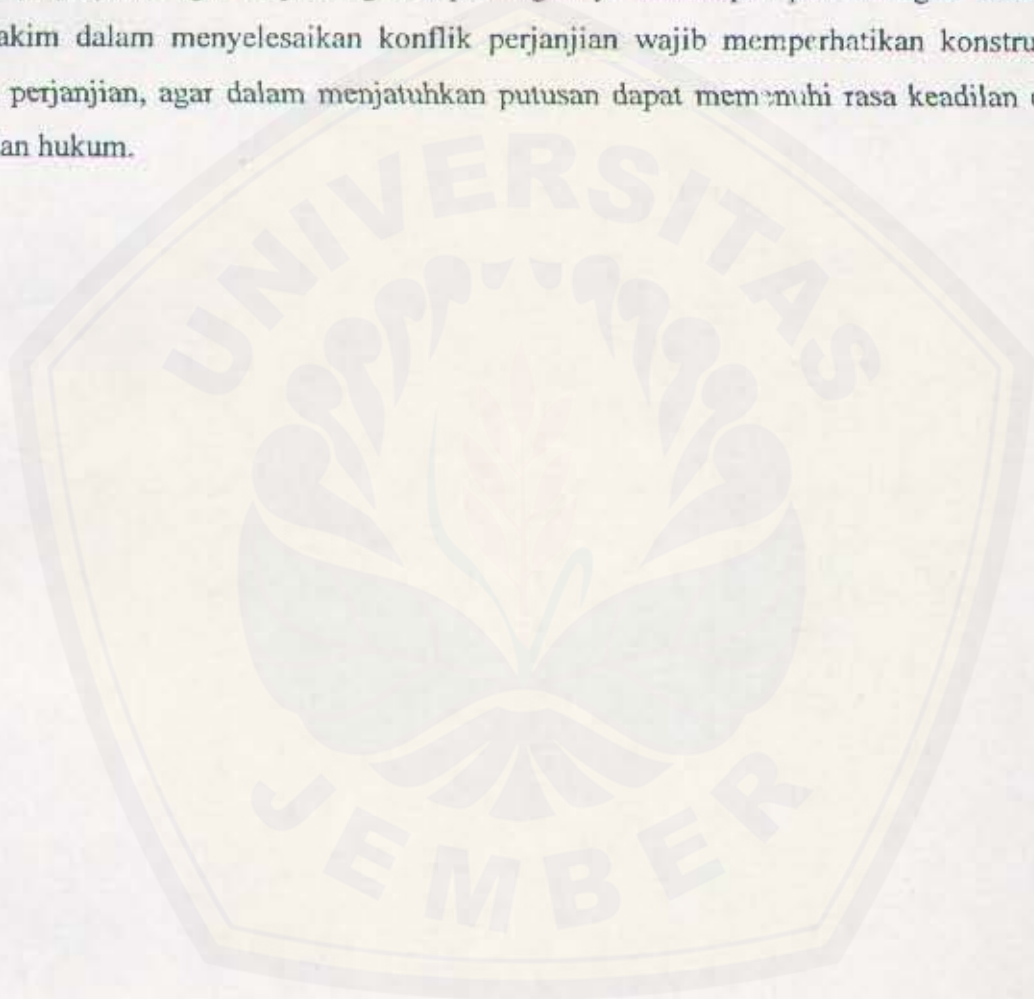 akim dalam menyelesaikan konflik perjanjian wajib memperhatikan konstru
perjanjian, agar dalam menjatuhkan putusan dapat memenuhi rasa keadilan
an hukum.
UNIVERSITAS
JEMBER